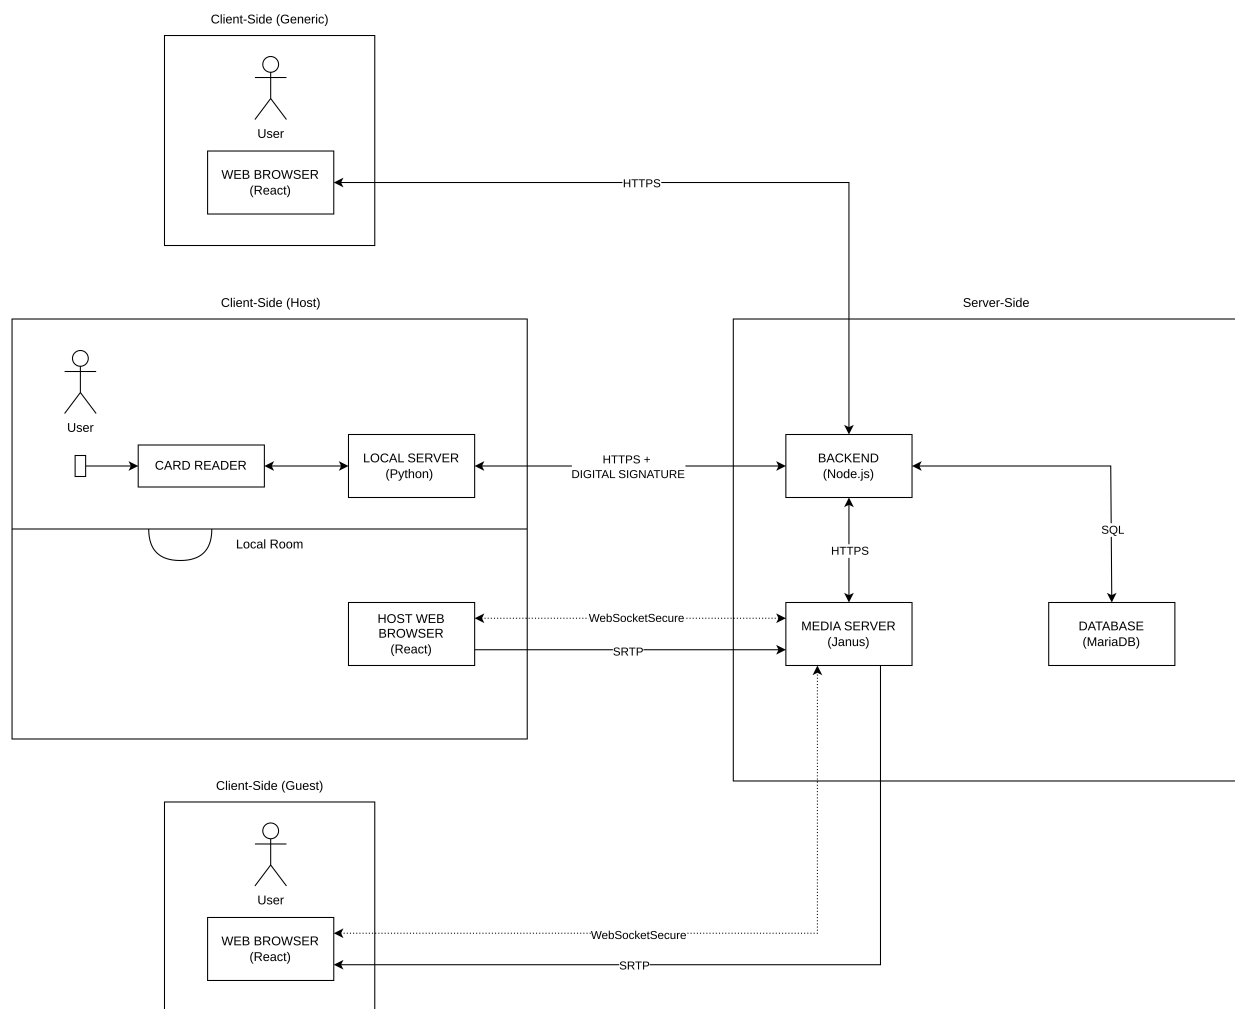 Client-Side (Generic)
User
WEB BROWSER
(React)
HTTPS
Client-Side (Host)
Server-Side
User
CARD READER
LOCAL SERVER
(Python)
HTTPS +
DIGITAL SIGNATURE
BACKEND
(Node.js)
SQL
Local Room
HTTPS
HOST WEB
BROWSER
(React)
WebSocketSecure
SRTP
MEDIA SERVER
(Janus)
DATABASE
(MariaDB)
Client-Side (Guest)
User
WEB BROWSER
(React)
WebSocketSecure
SRTP